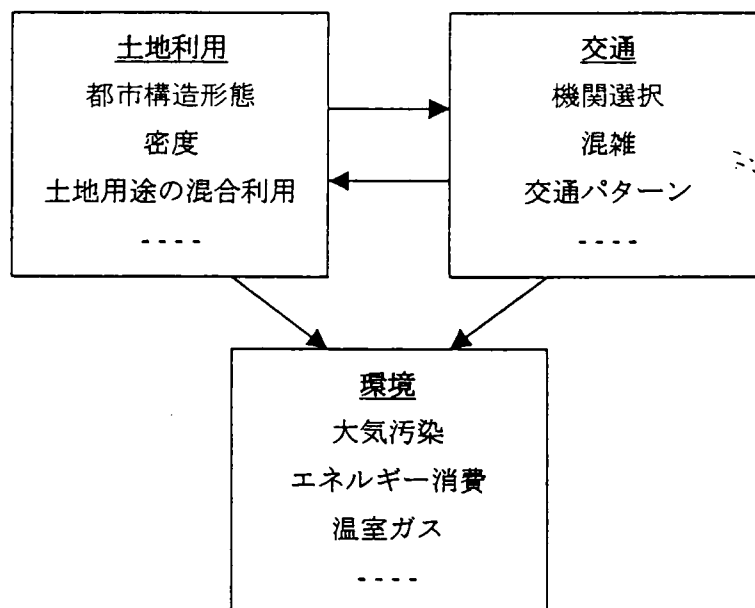 土地利用
都市構造形態
密度
土地用途の混合利用
----
交通
機関選択
混雑
交通パターン
----
環境
大気汚染
エネルギー消費
温室ガス
----